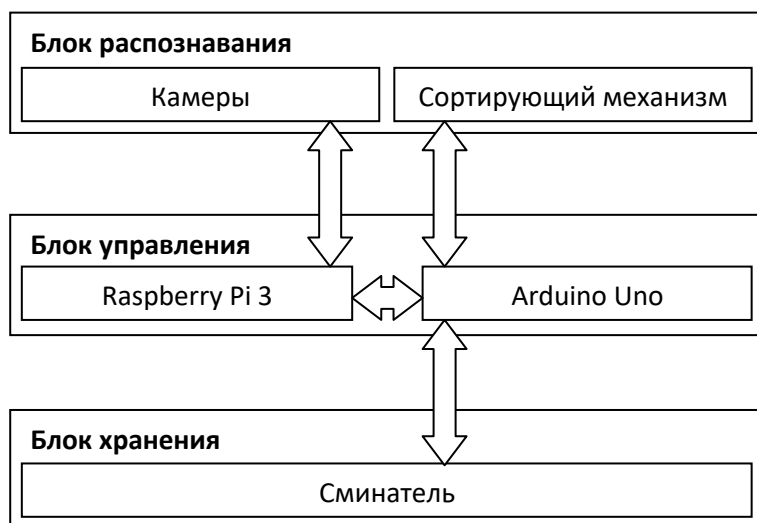 Блок распознавания
Камеры
Сортирующий механизм
Блок управления
Raspberry Pi 3
Arduino Uno
Блок хранения
Сминатель